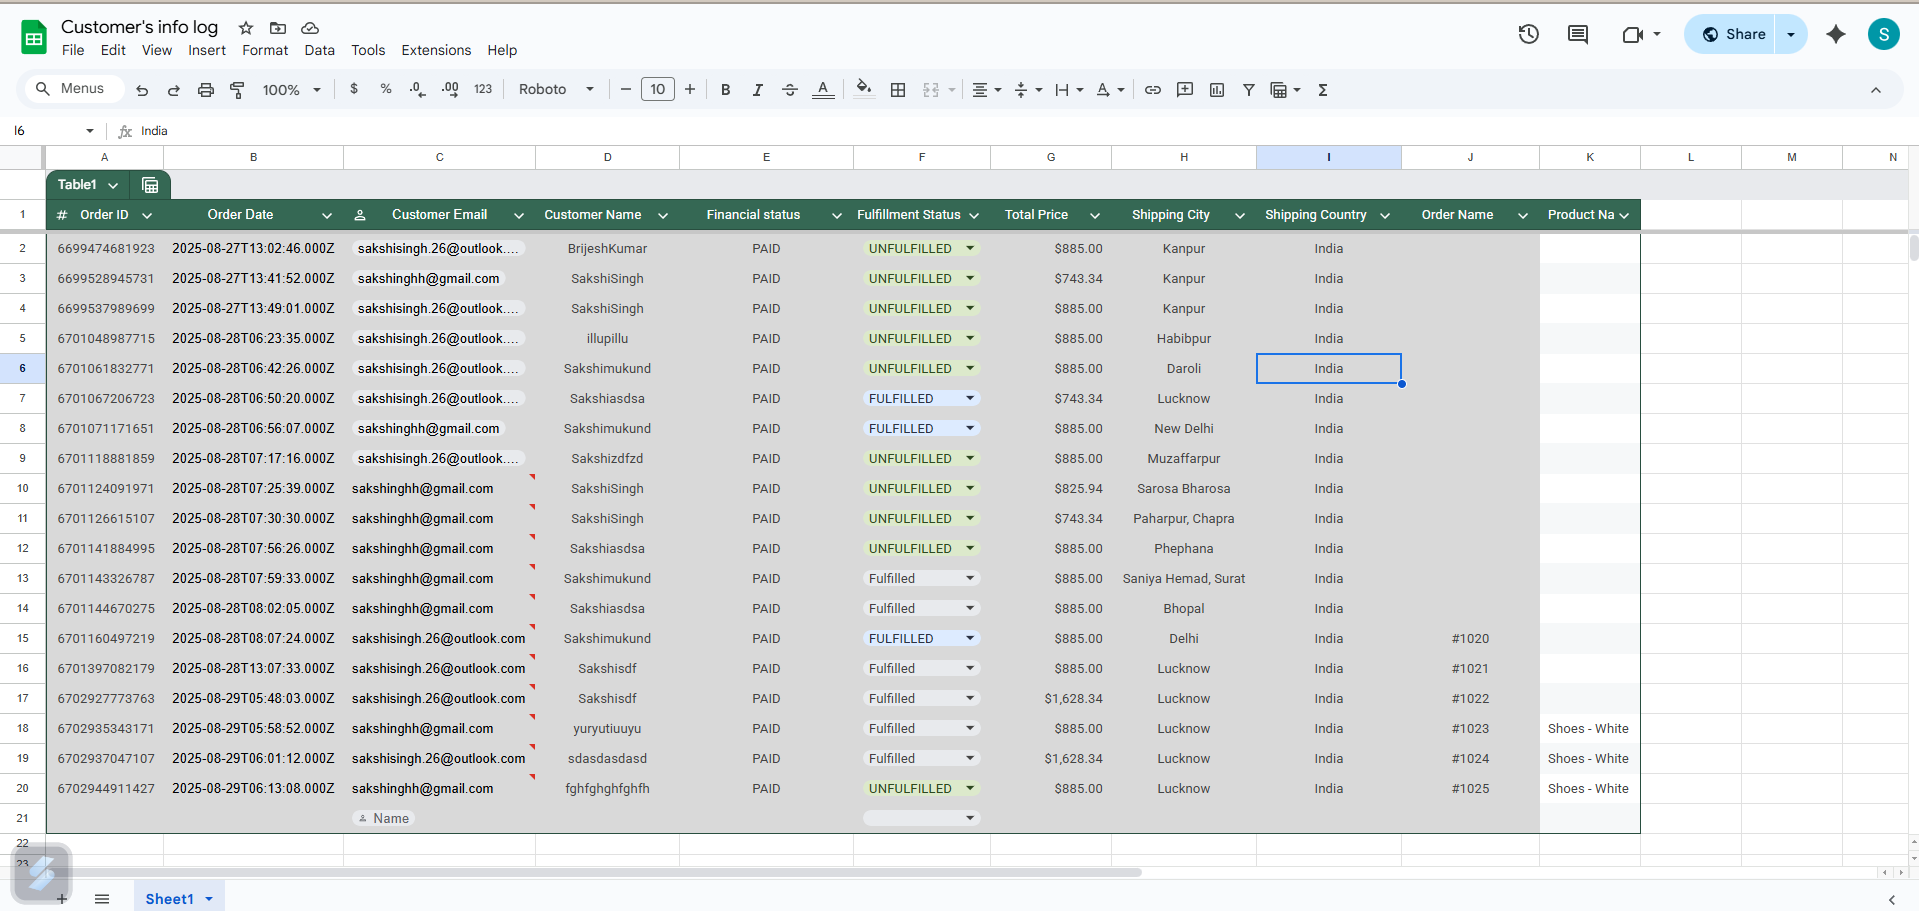 Customer's info log
File Edit View Insert Format Data Tools Extensions Help
Share
S
Menus 100% $ % .0 .00 123 Roboto 10 B I A
I6 fx India
A B C D E F G H I J K L M N
Table1
1 # Order ID Order Date Customer Email Customer Name Financial status Fulfillment Status Total Price Shipping City Shipping Country Order Name Product Na
2 6699474681923 2025-08-27T13:02:46.000Z sakshisingh.26@outlook.... BrijeshKumar PAID UNFULFILLED $885.00 Kanpur India
3 6699528945731 2025-08-27T13:41:52.000Z sakshinghh@gmail.com SakshiSingh PAID UNFULFILLED $743.34 Kanpur India
4 6699537989699 2025-08-27T13:49:01.000Z sakshisingh.26@outlook.... SakshiSingh PAID UNFULFILLED $885.00 Kanpur India
5 6701048987715 2025-08-28T06:23:35.000Z sakshisingh.26@outlook.... illupillu PAID UNFULFILLED $885.00 Habibpur India
6 6701061832771 2025-08-28T06:42:26.000Z sakshisingh.26@outlook.... Sakshimukund PAID UNFULFILLED $885.00 Daroli India
7 6701067206723 2025-08-28T06:50:20.000Z sakshisingh.26@outlook.... Sakshiasdsa PAID FULFILLED $743.34 Lucknow India
8 6701071171651 2025-08-28T06:56:07.000Z sakshinghh@gmail.com Sakshimukund PAID FULFILLED $885.00 New Delhi India
9 6701118881859 2025-08-28T07:17:16.000Z sakshisingh.26@outlook.... Sakshizdfzd PAID UNFULFILLED $885.00 Muzaffarpur India
10 6701124091971 2025-08-28T07:25:39.000Z sakshinghh@gmail.com SakshiSingh PAID UNFULFILLED $825.94 Sarosa Bharosa India
11 6701126615107 2025-08-28T07:30:30.000Z sakshinghh@gmail.com SakshiSingh PAID UNFULFILLED $743.34 Paharpur, Chapra India
12 6701141884995 2025-08-28T07:56:26.000Z sakshinghh@gmail.com Sakshiasdsa PAID UNFULFILLED $885.00 Phephana India
13 6701143326787 2025-08-28T07:59:33.000Z sakshinghh@gmail.com Sakshimukund PAID Fulfilled $885.00 Saniya Hemad, Surat India
14 6701144670275 2025-08-28T08:02:05.000Z sakshinghh@gmail.com Sakshiasdsa PAID Fulfilled $885.00 Bhopal India
15 6701160497219 2025-08-28T08:07:24.000Z sakshisingh.26@outlook.com Sakshimukund PAID FULFILLED $885.00 Delhi India #1020
16 6701397082179 2025-08-28T13:07:33.000Z sakshisingh.26@outlook.com Sakshisdf PAID Fulfilled $885.00 Lucknow India #1021
17 6702927773763 2025-08-29T05:48:03.000Z sakshisingh.26@outlook.com Sakshisdf PAID Fulfilled $1,628.34 Lucknow India #1022
18 6702935343171 2025-08-29T05:58:52.000Z sakshinghh@gmail.com yuryutiuuyu PAID Fulfilled $885.00 Lucknow India #1023 Shoes - White
19 6702937047107 2025-08-29T06:01:12.000Z sakshisingh.26@outlook.com sdasdasdasd PAID Fulfilled $1,628.34 Lucknow India #1024 Shoes - White
20 6702944911427 2025-08-29T06:13:08.000Z sakshinghh@gmail.com fghfghghfghfh PAID UNFULFILLED $885.00 Lucknow India #1025 Shoes - White
21 Name
22
23
Sheet1